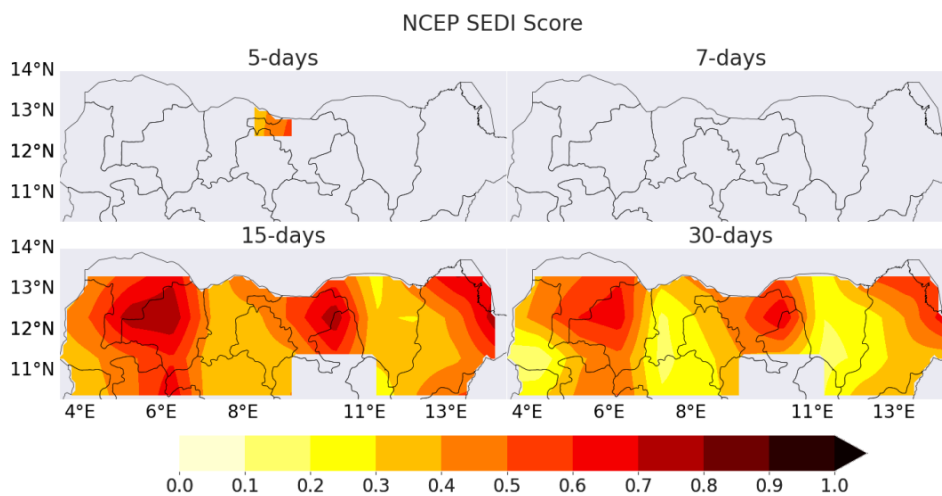 NCEP SEDI Score
5-days 7-days
14°N
13°N
12°N
11°N
15-days 30-days
14°N
13°N
12°N
11°N
4°E 6°E 8°E 11°E 13°E 4°E 6°E 8°E 11°E 13°E
0.0 0.1 0.2 0.3 0.4 0.5 0.6 0.7 0.8 0.9 1.0